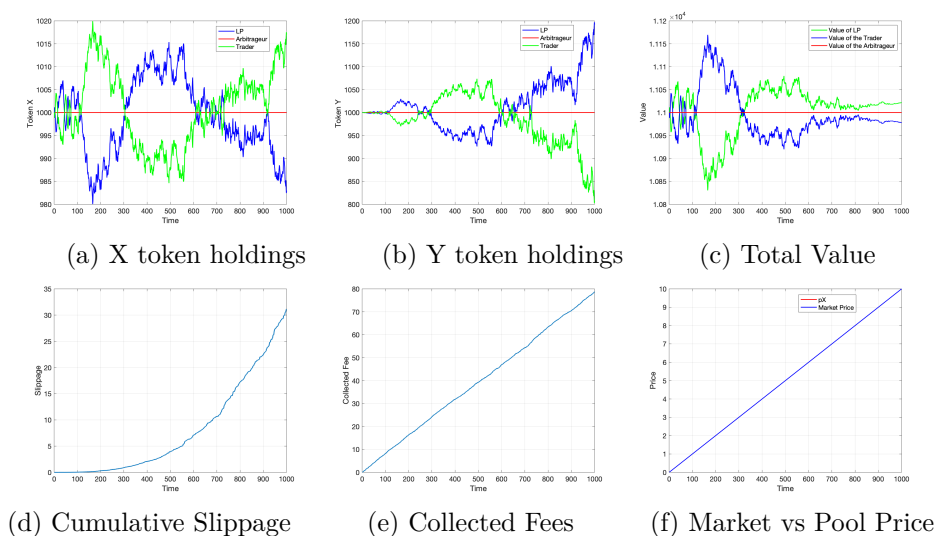 1020
1015
1010
1005
1000
995
990
985
980
Token X
0 100 200 300 400 500 600 700 800 900 1000
Time
LP
Arbitrageur
Trader
(a) X token holdings
1200
1150
1100
1050
1000
950
900
850
800
Token Y
0 100 200 300 400 500 600 700 800 900 1000
Time
LP
Arbitrageur
Trader
(b) Y token holdings
1.12 ×10⁴
1.115
1.11
1.105
1.1
1.095
1.09
1.085
1.08
Value
0 100 200 300 400 500 600 700 800 900 1000
Time
Value of LP
Value of the Trader
Value of the Arbitrageur
(c) Total Value
35
30
25
20
15
10
5
0
Slippage
0 100 200 300 400 500 600 700 800 900 1000
Time
(d) Cumulative Slippage
80
70
60
50
40
30
20
10
0
Collected Fee
0 100 200 300 400 500 600 700 800 900 1000
Time
(e) Collected Fees
10
9
8
7
6
5
4
3
2
1
0
Price
0 100 200 300 400 500 600 700 800 900 1000
Time
pX
Market Price
(f) Market vs Pool Price